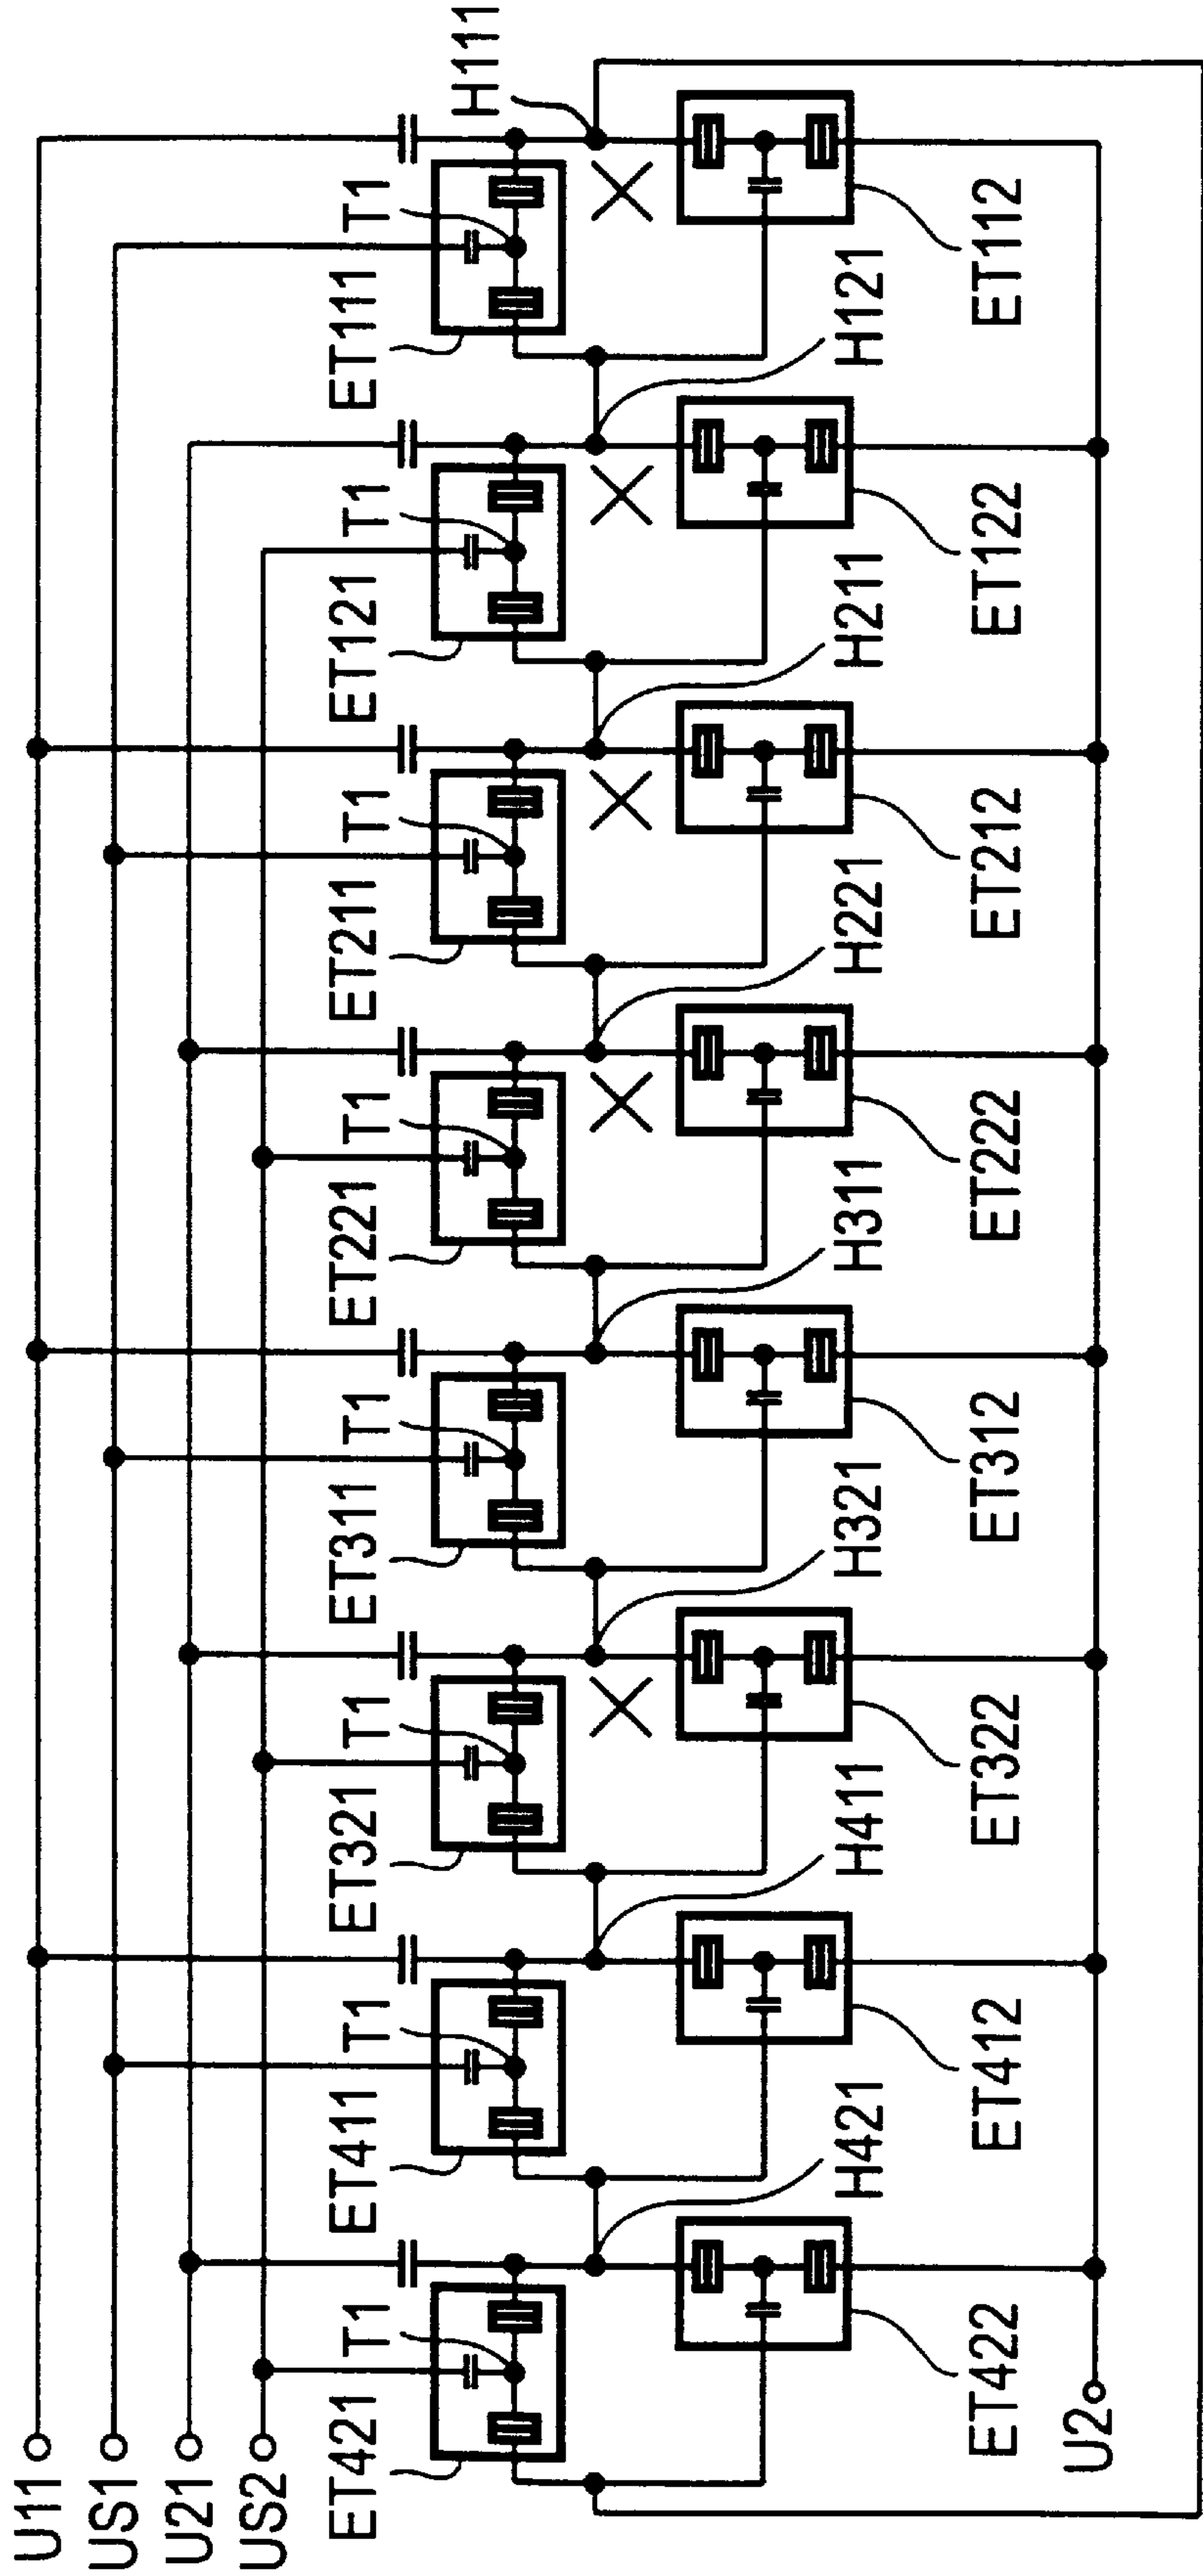 U11
US1
U21
US2
ET421
T1
ET411
T1
ET321
T1
ET311
T1
ET221
T1
ET211
T1
ET121
T1
ET111
T1
H111
H421
H411
H321
H311
H221
H211
H121
ET422
ET412
ET322
ET312
ET222
ET212
ET122
ET112
U2